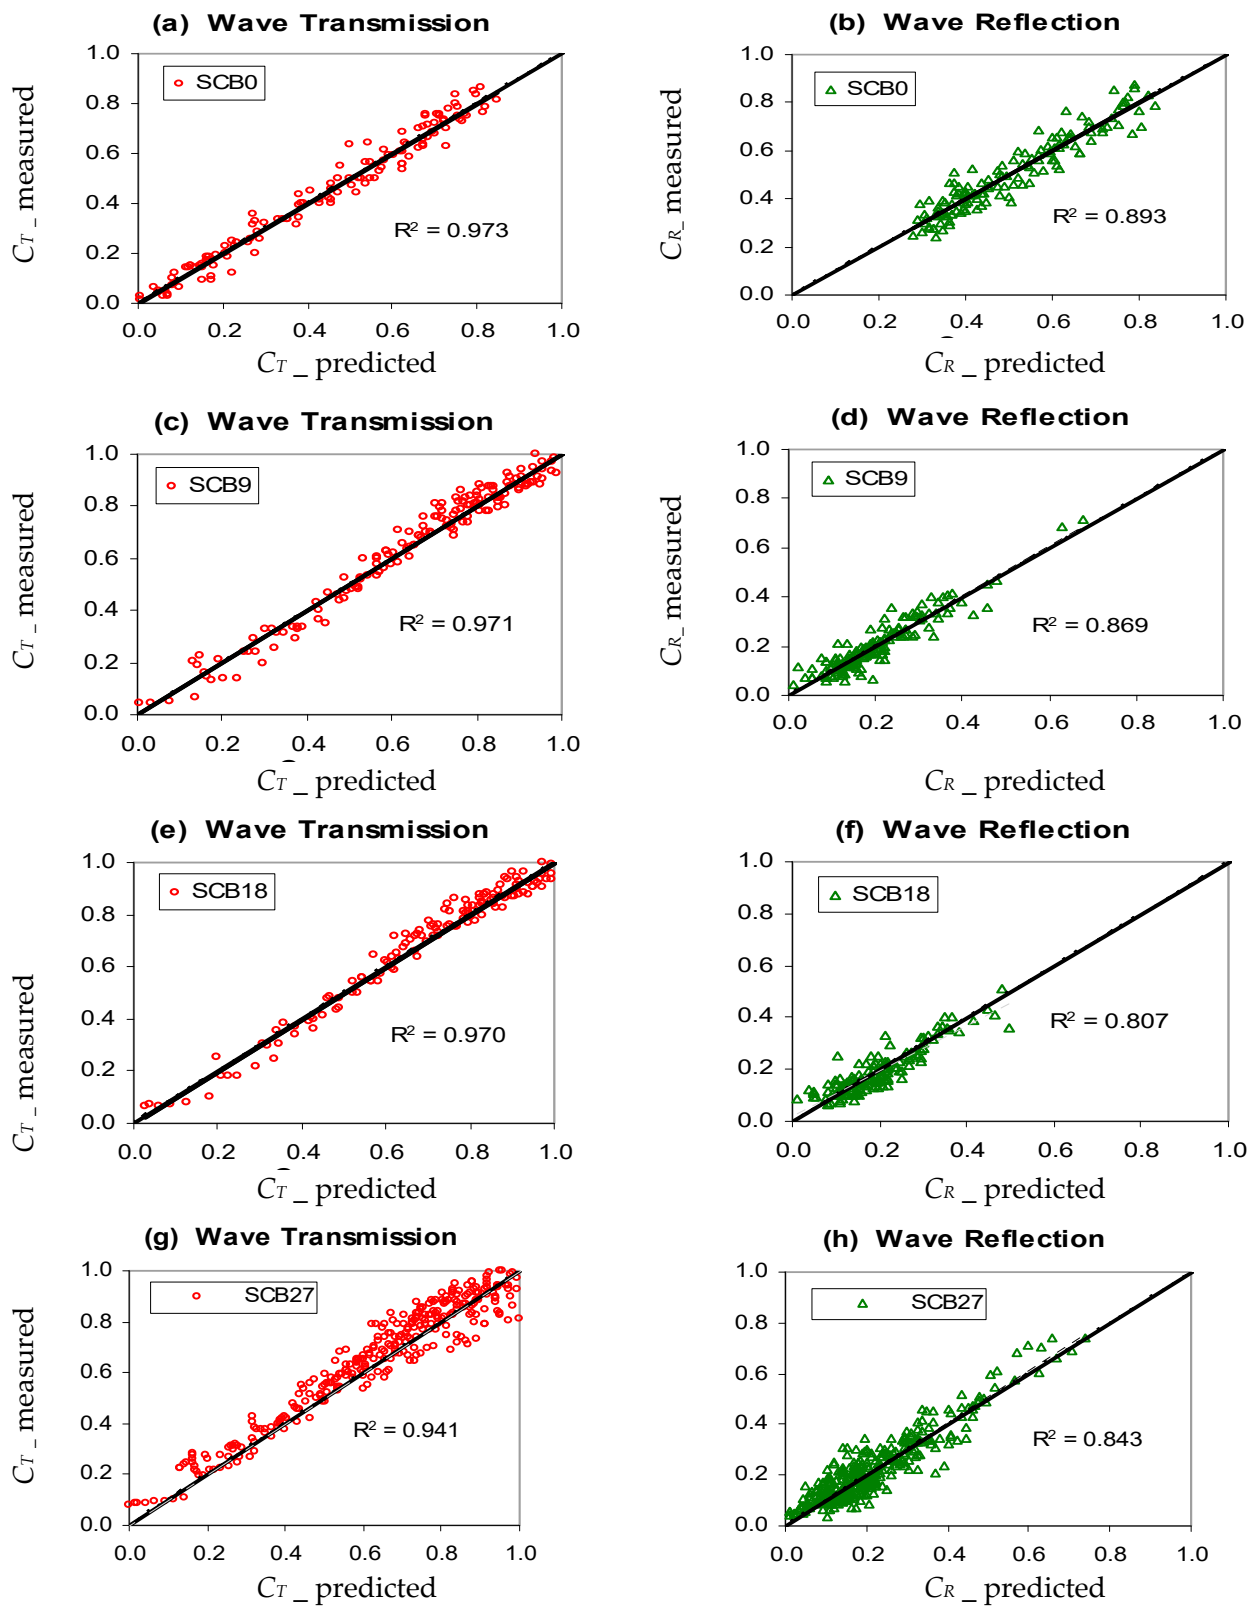 (a) Wave Transmission
1.0
0.8
0.6
0.4
0.2
0.0
CT _ measured
SCB0
R² = 0.973
0.0 0.2 0.4 0.6 0.8 1.0
CT _ predicted
(b) Wave Reflection
1.0
0.8
0.6
0.4
0.2
0.0
CR_ measured
SCB0
R² = 0.893
0.0 0.2 0.4 0.6 0.8 1.0
CR _ predicted
(c) Wave Transmission
1.0
0.8
0.6
0.4
0.2
0.0
CT _ measured
SCB9
R² = 0.971
0.0 0.2 0.4 0.6 0.8 1.0
CT _ predicted
(d) Wave Reflection
1.0
0.8
0.6
0.4
0.2
0.0
CR_ measured
SCB9
R² = 0.869
0.0 0.2 0.4 0.6 0.8 1.0
CR _ predicted
(e) Wave Transmission
1.0
0.8
0.6
0.4
0.2
0.0
CT _ measured
SCB18
R² = 0.970
0.0 0.2 0.4 0.6 0.8 1.0
CT _ predicted
(f) Wave Reflection
1.0
0.8
0.6
0.4
0.2
0.0
SCB18
R² = 0.807
0.0 0.2 0.4 0.6 0.8 1.0
CR _ predicted
(g) Wave Transmission
1.0
0.8
0.6
0.4
0.2
0.0
CT _ measured
SCB27
R² = 0.941
0.0 0.2 0.4 0.6 0.8 1.0
CT _ predicted
(h) Wave Reflection
1.0
0.8
0.6
0.4
0.2
0.0
SCB27
R² = 0.843
0.0 0.2 0.4 0.6 0.8 1.0
CR _ predicted